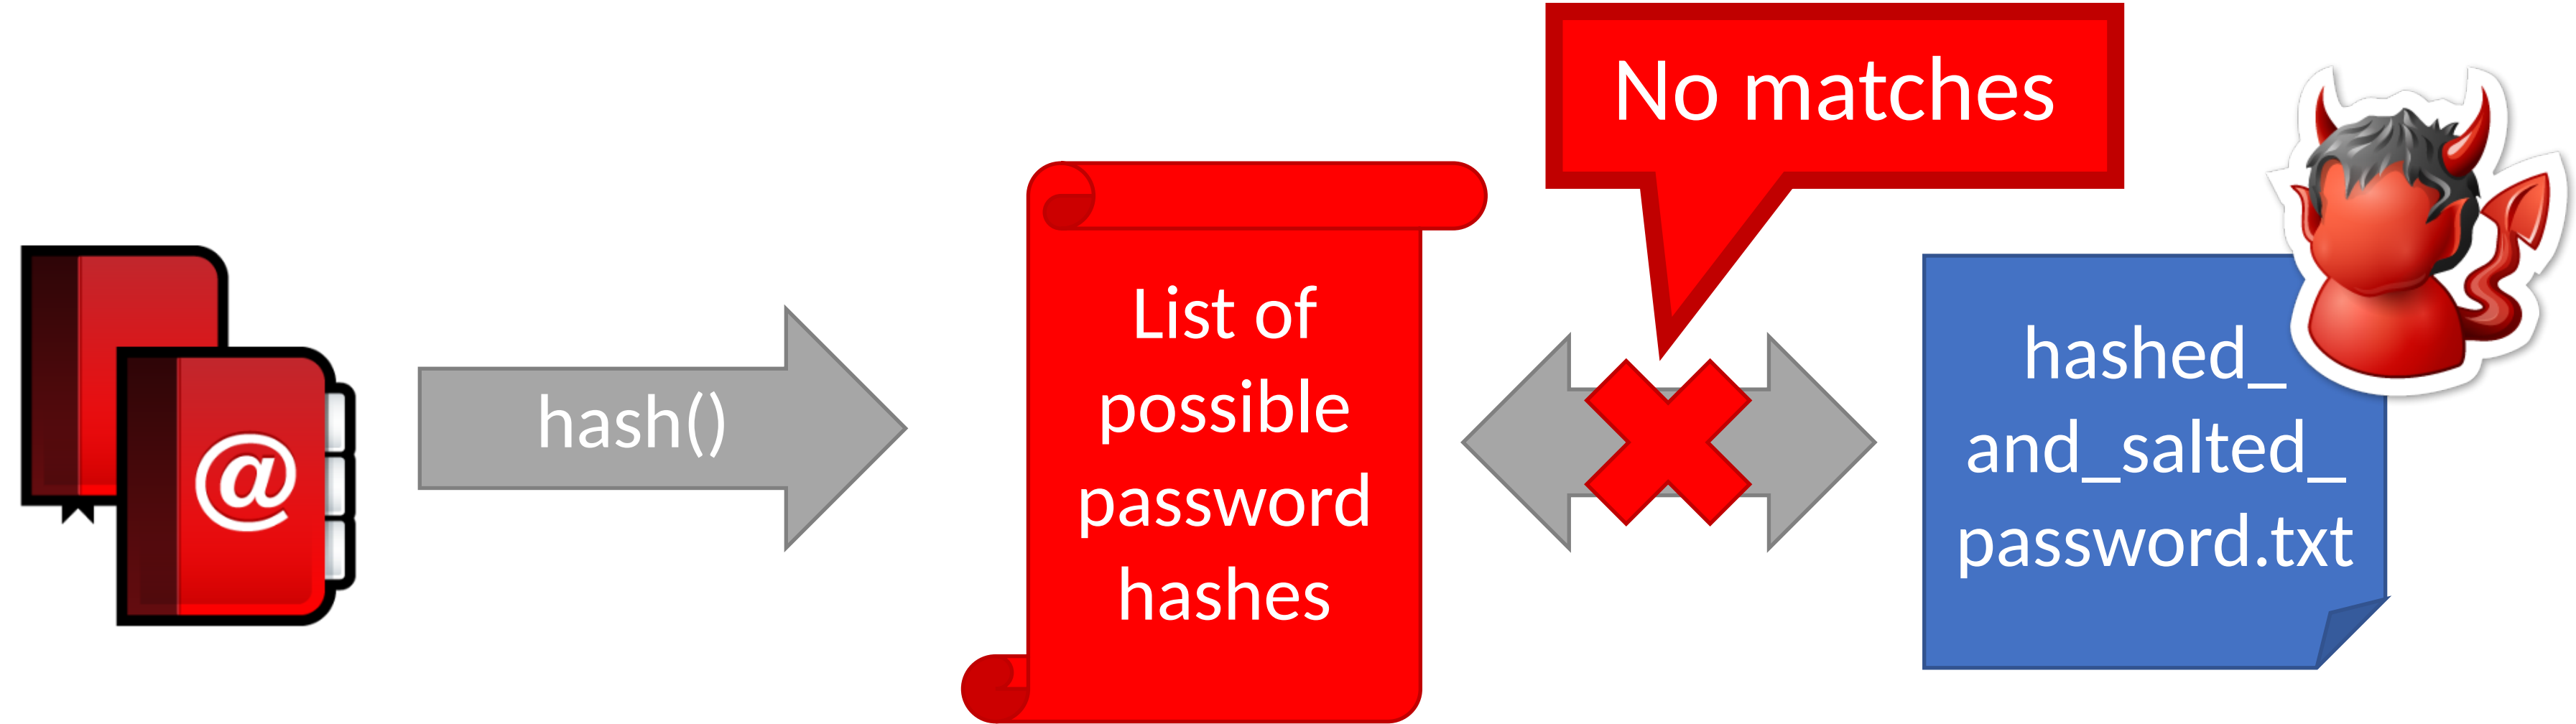 No matches
@
hash()
List of
possible
password
hashes
hashed_
and_salted_
password.txt